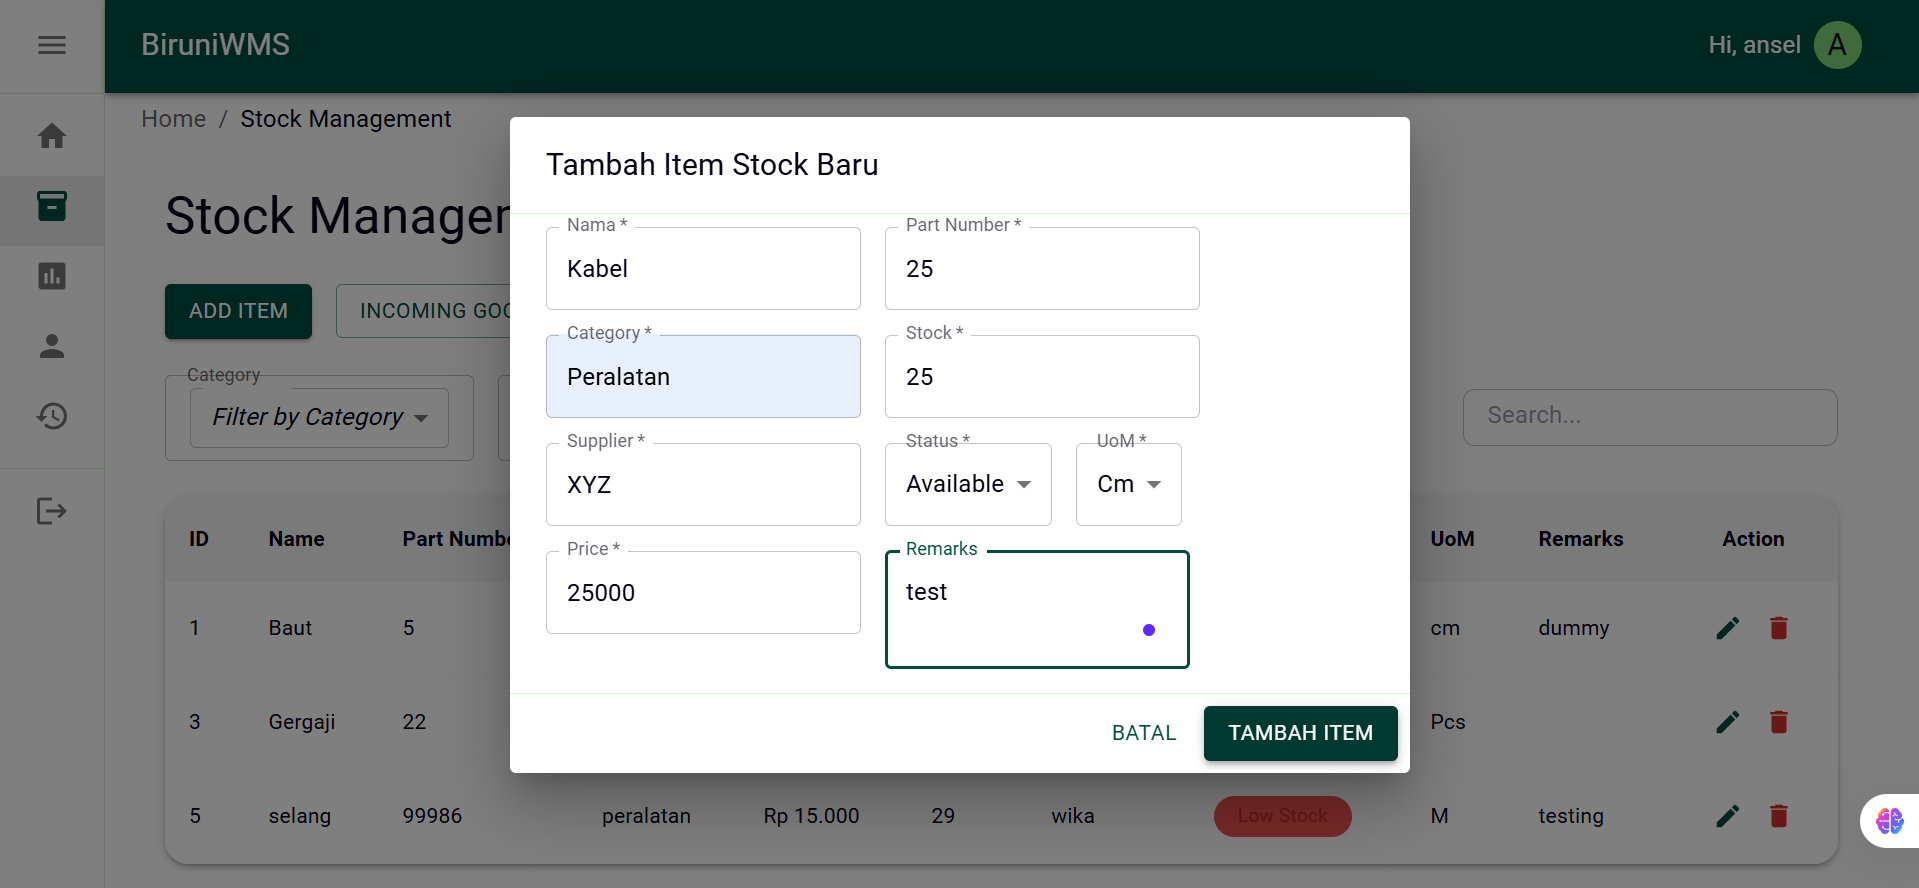 BiruniWMS
Hi, ansel
A
Home / Stock Management
Stock Managem
ADD ITEM
INCOMING GOO
Category
Filter by Category
Search...
Tambah Item Stock Baru
Nama *
Kabel
Part Number *
25
Category *
Peralatan
Stock *
25
Supplier *
XYZ
Status *
Available
UoM *
Cm
Price *
25000
Remarks
test
BATAL
TAMBAH ITEM
ID Name Part Numbe UoM Remarks Action
1 Baut 5 cm dummy
3 Gergaji 22 Pcs
5 selang 99986 peralatan Rp 15.000 29 wika Low Stock M testing